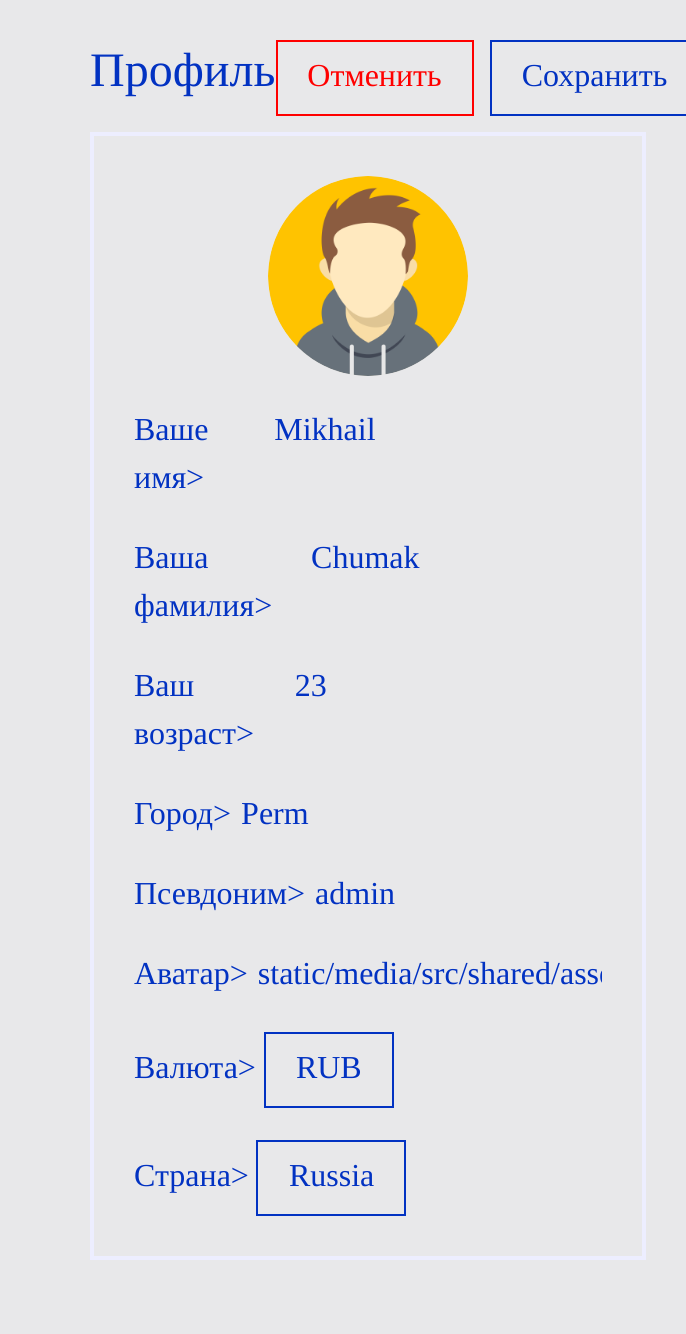 Профиль Отменить Сохранить
Ваше Mikhail
имя>
Ваша Chumak
фамилия>
Ваш 23
возраст>
Город> Perm
Псевдоним> admin
Аватар> static/media/src/shared/ass
Валюта> RUB
Страна> Russia